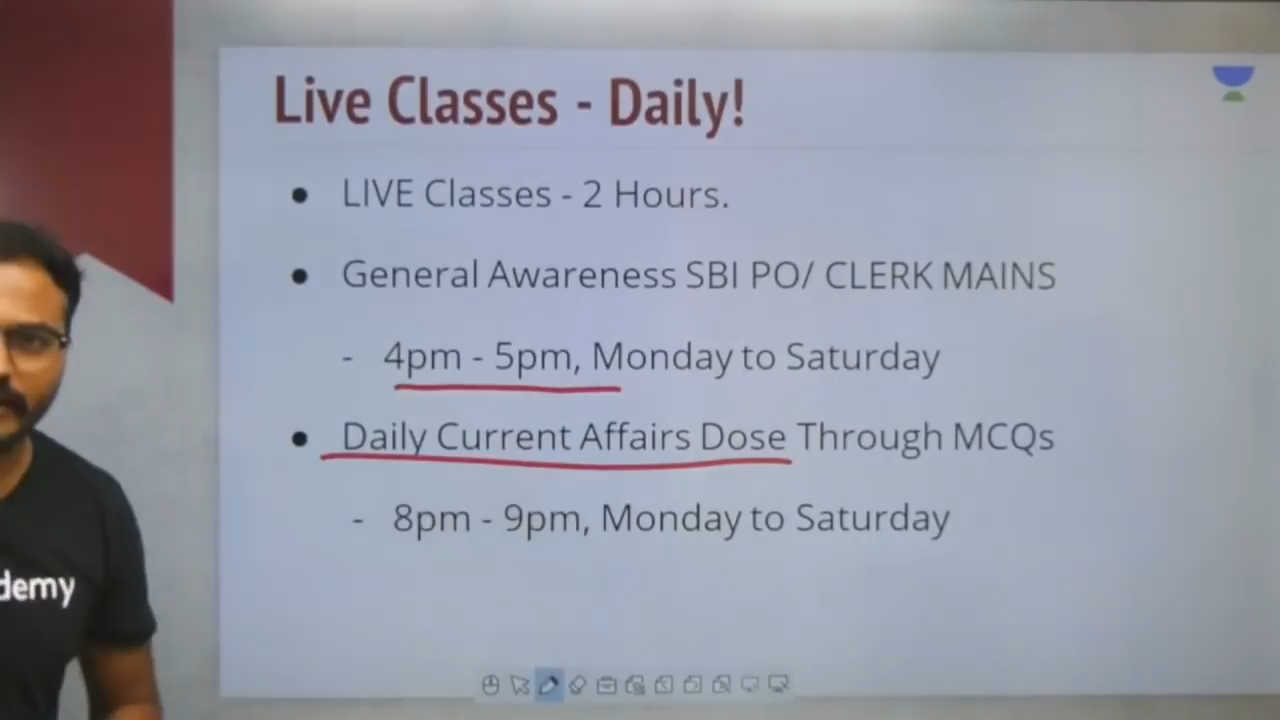 Live Classes - Daily!
● LIVE Classes - 2 Hours.
● General Awareness SBI PO/ CLERK MAINS
- 4pm - 5pm, Monday to Saturday
● Daily Current Affairs Dose Through MCQs
- 8pm - 9pm, Monday to Saturday
demy